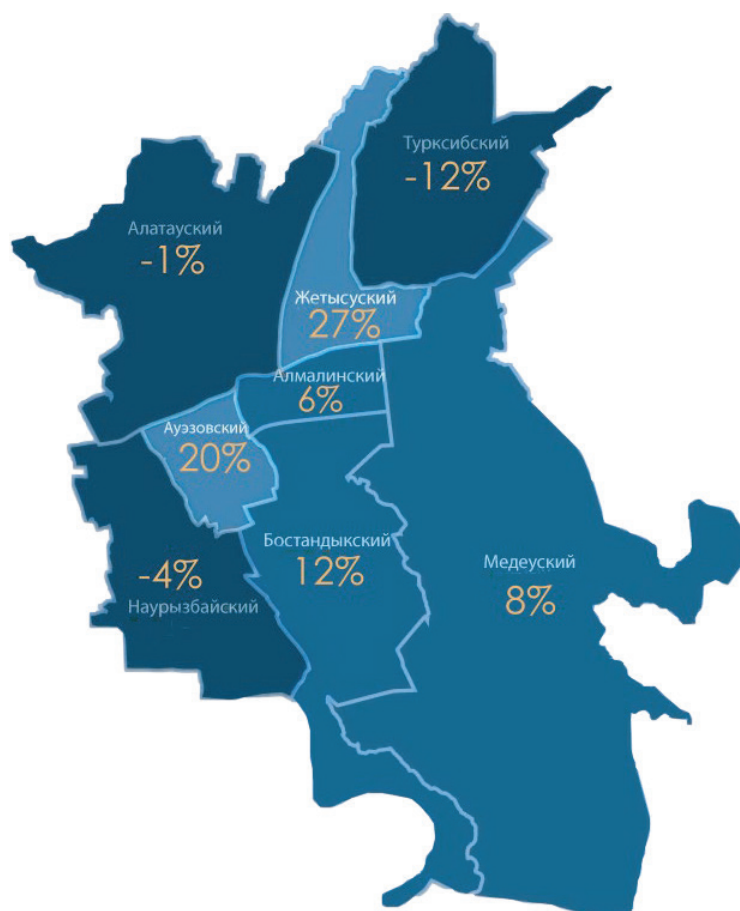 Турксибский
-12%
Алатауский
-1%
Жетысуский
27%
Алмалинский
6%
Ауэзовский
20%
Бостандыкский
12%
Медеуский
8%
-4%
Наурызбайский